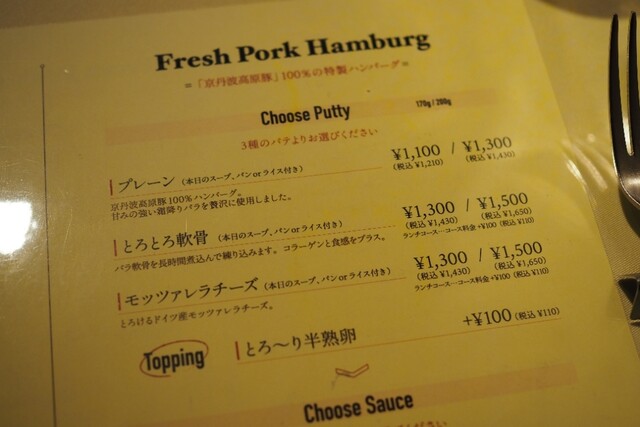 Fresh Pork Hamburg
=「京丹波高原豚」100%の特製ハンバーグ=
Choose Putty 170g / 200g
3種のパテよりお選びください
プレーン（本日のスープ、パンorライス付き） ¥1,100 / ¥1,300
(税込 ¥1,210) (税込 ¥1,430)
京丹波高原豚100%ハンバーグ。
甘みの強い霜降りバラを贅沢に使用しました。
とろとろ軟骨（本日のスープ、パンorライス付き） ¥1,300 / ¥1,500
(税込 ¥1,430) (税込 ¥1,650)
バラ軟骨を長時間煮込んで練り込みます。コラーゲンと食感をプラス。 ランチコース…コース料金+¥100 (税込 ¥110)
モッツァレラチーズ（本日のスープ、パンorライス付き） ¥1,300 / ¥1,500
(税込 ¥1,430) (税込 ¥1,650)
とろけるドイツ産モッツァレラチーズ。 ランチコース…コース料金+¥100 (税込 ¥110)
Topping とろ〜り半熟卵 +¥100 (税込 ¥110)
Choose Sauce
ください